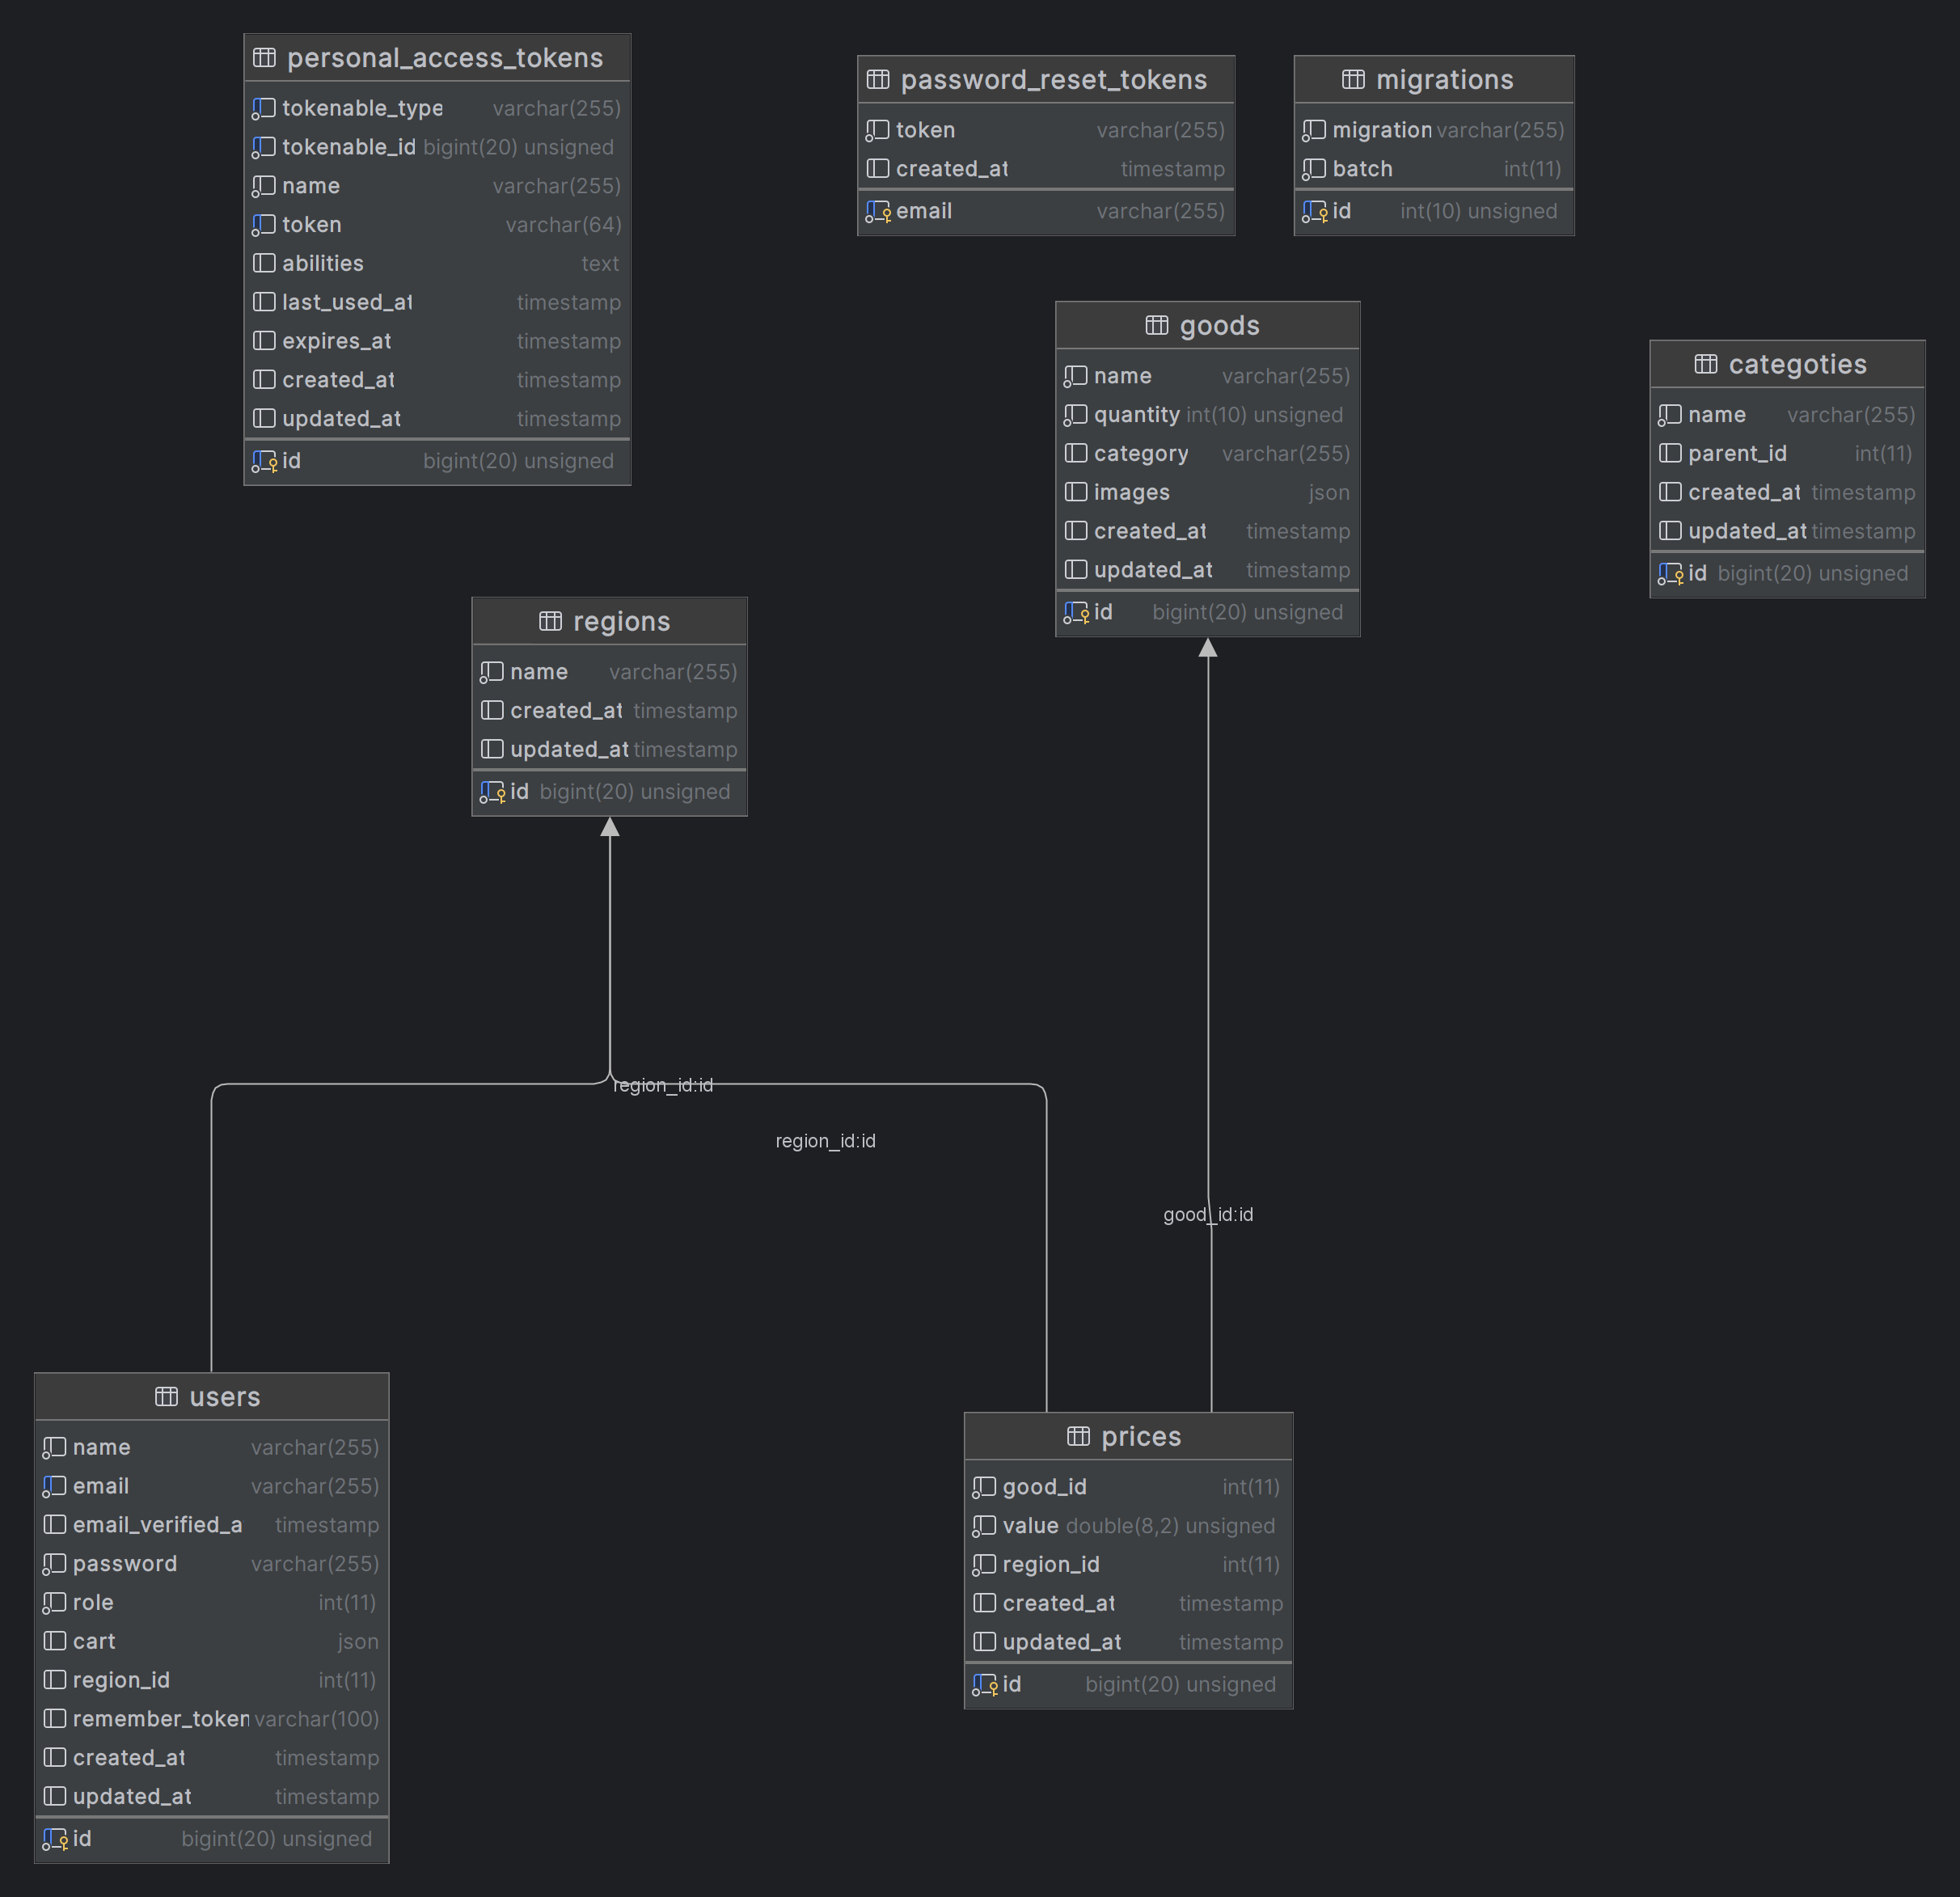 personal_access_tokens
tokenable_type varchar(255)
tokenable_id bigint(20) unsigned
name varchar(255)
token varchar(64)
abilities text
last_used_at timestamp
expires_at timestamp
created_at timestamp
updated_at timestamp
id bigint(20) unsigned
password_reset_tokens
token varchar(255)
created_at timestamp
email varchar(255)
migrations
migration varchar(255)
batch int(11)
id int(10) unsigned
goods
name varchar(255)
quantity int(10) unsigned
category varchar(255)
images json
created_at timestamp
updated_at timestamp
id bigint(20) unsigned
categoties
name varchar(255)
parent_id int(11)
created_at timestamp
updated_at timestamp
id bigint(20) unsigned
regions
name varchar(255)
created_at timestamp
updated_at timestamp
id bigint(20) unsigned
region_id:id
region_id:id
good_id:id
users
name varchar(255)
email varchar(255)
email_verified_a timestamp
password varchar(255)
role int(11)
cart json
region_id int(11)
remember_token varchar(100)
created_at timestamp
updated_at timestamp
id bigint(20) unsigned
prices
good_id int(11)
value double(8,2) unsigned
region_id int(11)
created_at timestamp
updated_at timestamp
id bigint(20) unsigned